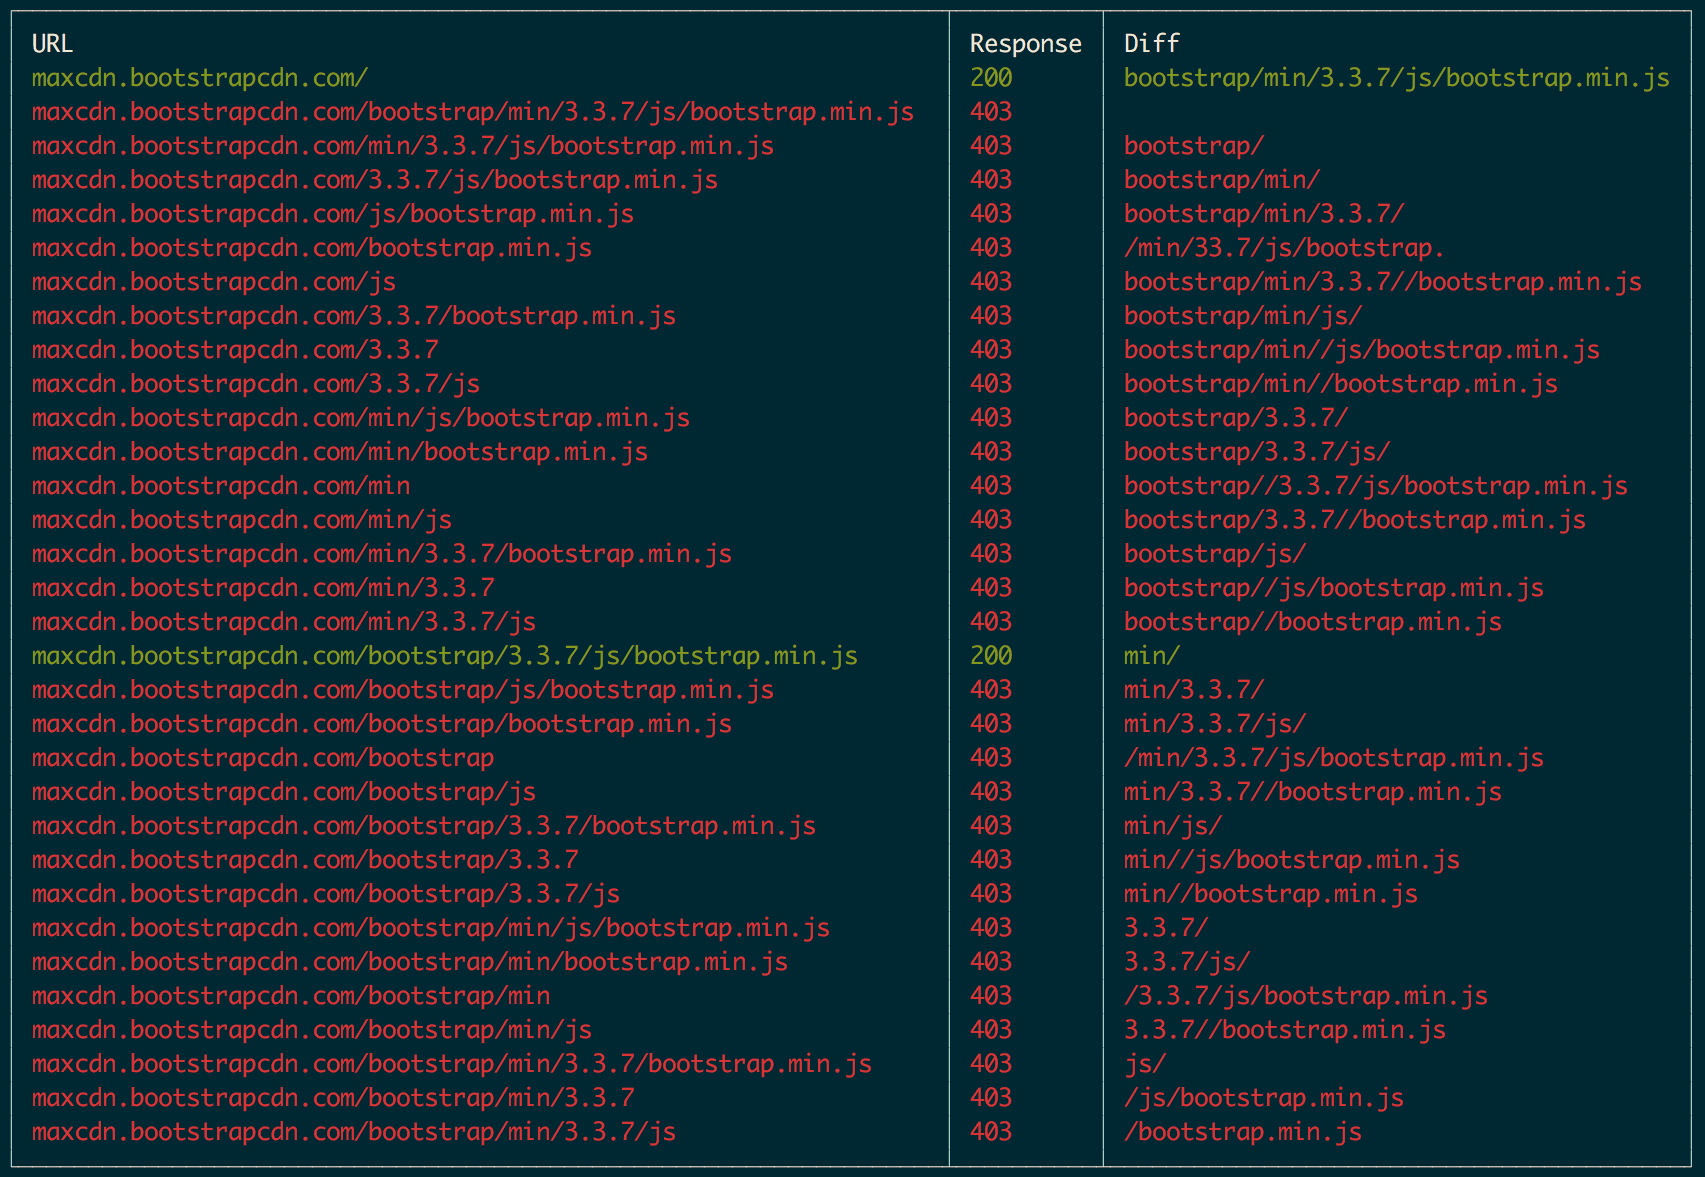 URL Response Diff
maxcdn.bootstrapcdn.com/ 200 bootstrap/min/3.3.7/js/bootstrap.min.js
maxcdn.bootstrapcdn.com/bootstrap/min/3.3.7/js/bootstrap.min.js 403
maxcdn.bootstrapcdn.com/min/3.3.7/js/bootstrap.min.js 403 bootstrap/
maxcdn.bootstrapcdn.com/3.3.7/js/bootstrap.min.js 403 bootstrap/min/
maxcdn.bootstrapcdn.com/js/bootstrap.min.js 403 bootstrap/min/3.3.7/
maxcdn.bootstrapcdn.com/bootstrap.min.js 403 /min/33.7/js/bootstrap.
maxcdn.bootstrapcdn.com/js 403 bootstrap/min/3.3.7//bootstrap.min.js
maxcdn.bootstrapcdn.com/3.3.7/bootstrap.min.js 403 bootstrap/min/js/
maxcdn.bootstrapcdn.com/3.3.7 403 bootstrap/min//js/bootstrap.min.js
maxcdn.bootstrapcdn.com/3.3.7/js 403 bootstrap/min//bootstrap.min.js
maxcdn.bootstrapcdn.com/min/js/bootstrap.min.js 403 bootstrap/3.3.7/
maxcdn.bootstrapcdn.com/min/bootstrap.min.js 403 bootstrap/3.3.7/js/
maxcdn.bootstrapcdn.com/min 403 bootstrap//3.3.7/js/bootstrap.min.js
maxcdn.bootstrapcdn.com/min/js 403 bootstrap/3.3.7//bootstrap.min.js
maxcdn.bootstrapcdn.com/min/3.3.7/bootstrap.min.js 403 bootstrap/js/
maxcdn.bootstrapcdn.com/min/3.3.7 403 bootstrap//js/bootstrap.min.js
maxcdn.bootstrapcdn.com/min/3.3.7/js 403 bootstrap//bootstrap.min.js
maxcdn.bootstrapcdn.com/bootstrap/3.3.7/js/bootstrap.min.js 200 min/
maxcdn.bootstrapcdn.com/bootstrap/js/bootstrap.min.js 403 min/3.3.7/
maxcdn.bootstrapcdn.com/bootstrap/bootstrap.min.js 403 min/3.3.7/js/
maxcdn.bootstrapcdn.com/bootstrap 403 /min/3.3.7/js/bootstrap.min.js
maxcdn.bootstrapcdn.com/bootstrap/js 403 min/3.3.7//bootstrap.min.js
maxcdn.bootstrapcdn.com/bootstrap/3.3.7/bootstrap.min.js 403 min/js/
maxcdn.bootstrapcdn.com/bootstrap/3.3.7 403 min//js/bootstrap.min.js
maxcdn.bootstrapcdn.com/bootstrap/3.3.7/js 403 min//bootstrap.min.js
maxcdn.bootstrapcdn.com/bootstrap/min/js/bootstrap.min.js 403 3.3.7/
maxcdn.bootstrapcdn.com/bootstrap/min/bootstrap.min.js 403 3.3.7/js/
maxcdn.bootstrapcdn.com/bootstrap/min 403 /3.3.7/js/bootstrap.min.js
maxcdn.bootstrapcdn.com/bootstrap/min/js 403 3.3.7//bootstrap.min.js
maxcdn.bootstrapcdn.com/bootstrap/min/3.3.7/bootstrap.min.js 403 js/
maxcdn.bootstrapcdn.com/bootstrap/min/3.3.7 403 /js/bootstrap.min.js
maxcdn.bootstrapcdn.com/bootstrap/min/3.3.7/js 403 /bootstrap.min.js